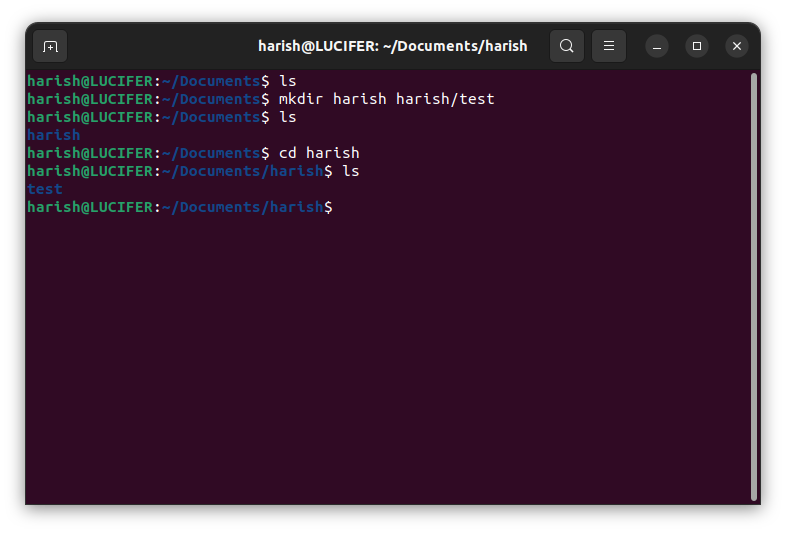 harish@LUCIFER: ~/Documents/harish
harish@LUCIFER:~/Documents$ ls
harish@LUCIFER:~/Documents$ mkdir harish harish/test
harish@LUCIFER:~/Documents$ ls
harish
harish@LUCIFER:~/Documents$ cd harish
harish@LUCIFER:~/Documents/harish$ ls
test
harish@LUCIFER:~/Documents/harish$